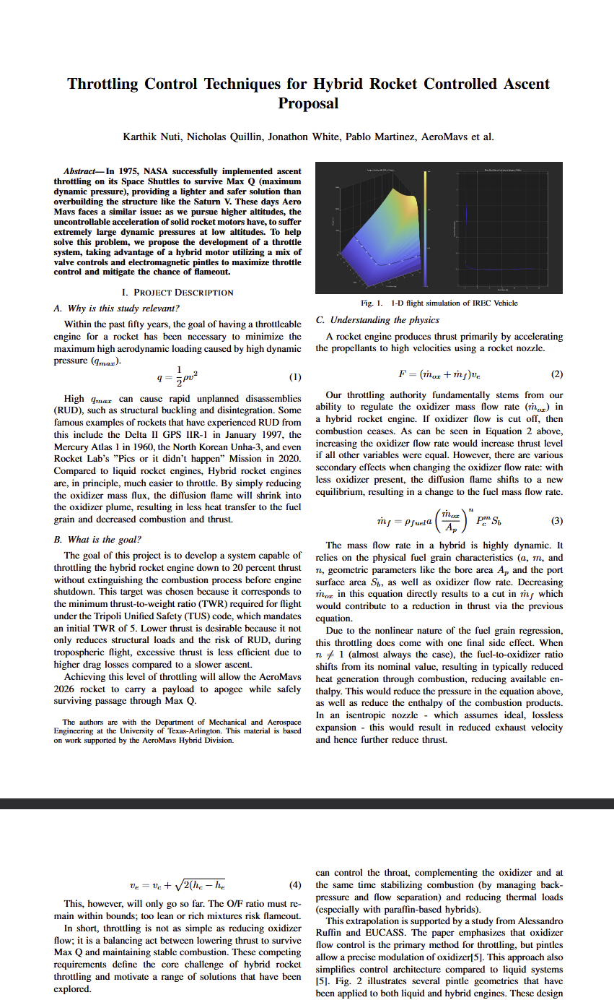 Throttling Control Techniques for Hybrid Rocket Controlled Ascent
Proposal
Karthik Nuti, Nicholas Quillin, Jonathon White, Pablo Martinez, AeroMavs et al.
Abstract—In 1975, NASA successfully implemented ascent
throttling on its Space Shuttles to survive Max Q (maximum
dynamic pressure), providing a lighter and safer solution than
overbuilding the structure like the Saturn V. These days Aero
Mavs faces a similar issue: as we pursue higher altitudes, the
uncontrollable acceleration of solid rocket motors have, to suffer
extremely large dynamic pressures at low altitudes. To help
solve this problem, we propose the development of a throttle
system, taking advantage of a hybrid motor utilizing a mix of
valve controls and electromagnetic pintles to maximize throttle
control and mitigate the chance of flameout.
I. PROJECT DESCRIPTION
A. Why is this study relevant?
Within the past fifty years, the goal of having a throttleable
engine for a rocket has been necessary to minimize the
maximum high aerodynamic loading caused by high dynamic
pressure (qₘₐₓ).
q = 1/2 ρv² (1)
High qₘₐₓ can cause rapid unplanned disassemblies
(RUD), such as structural buckling and disintegration. Some
famous examples of rockets that have experienced RUD from
this include the Delta II GPS IIR-1 in January 1997, the
Mercury Atlas 1 in 1960, the North Korean Unha-3, and even
Rocket Lab's ”Pics or it didn't happen” Mission in 2020.
Compared to liquid rocket engines, Hybrid rocket engines
are, in principle, much easier to throttle. By simply reducing
the oxidizer mass flux, the diffusion flame will shrink into
the oxidizer plume, resulting in less heat transfer to the fuel
grain and decreased combustion and thrust.
B. What is the goal?
The goal of this project is to develop a system capable of
throttling the hybrid rocket engine down to 20 percent thrust
without extinguishing the combustion process before engine
shutdown. This target was chosen because it corresponds to
the minimum thrust-to-weight ratio (TWR) required for flight
under the Tripoli Unified Safety (TUS) code, which mandates
an initial TWR of 5. Lower thrust is desirable because it not
only reduces structural loads and the risk of RUD, during
tropospheric flight, excessive thrust is less efficient due to
higher drag losses compared to a slower ascent.
Achieving this level of throttling will allow the AeroMavs
2026 rocket to carry a payload to apogee while safely
surviving passage through Max Q.
The authors are with the Department of Mechanical and Aerospace
Engineering at the University of Texas-Arlington. This material is based
on work supported by the AeroMavs Hybrid Division.
Fig. 1. 1-D flight simulation of IREC Vehicle
C. Understanding the physics
A rocket engine produces thrust primarily by accelerating
the propellants to high velocities using a rocket nozzle.
F = (ṁ_ox + ṁ_f)v_e (2)
Our throttling authority fundamentally stems from our
ability to regulate the oxidizer mass flow rate (ṁ_ox) in
a hybrid rocket engine. If oxidizer flow is cut off, then
combustion ceases. As can be seen in Equation 2 above,
increasing the oxidizer flow rate would increase thrust level
if all other variables were equal. However, there are various
secondary effects when changing the oxidizer flow rate: with
less oxidizer present, the diffusion flame shifts to a new
equilibrium, resulting in a change to the fuel mass flow rate.
ṁ_f = ρ_fuel a (ṁ_ox / A_p)^n P_c^m S_b (3)
The mass flow rate in a hybrid is highly dynamic. It
relies on the physical fuel grain characteristics (a, m, and
n, geometric parameters like the bore area A_p and the port
surface area S_b, as well as oxidizer flow rate. Decreasing
ṁ_ox in this equation directly results to a cut in ṁ_f which
would contribute to a reduction in thrust via the previous
equation.
Due to the nonlinear nature of the fuel grain regression,
this throttling does come with one final side effect. When
n ≠ 1 (almost always the case), the fuel-to-oxidizer ratio
shifts from its nominal value, resulting in typically reduced
heat generation through combustion, reducing available en-
thalpy. This would reduce the pressure in the equation above,
as well as reduce the enthalpy of the combustion products.
In an isentropic nozzle - which assumes ideal, lossless
expansion - this would result in reduced exhaust velocity
and hence further reduce thrust.
v_e = v_c + √2(h_c − h_e (4)
This, however, will only go so far. The O/F ratio must re-
main within bounds; too lean or rich mixtures risk flameout.
In short, throttling is not as simple as reducing oxidizer
flow; it is a balancing act between lowering thrust to survive
Max Q and maintaining stable combustion. These competing
requirements define the core challenge of hybrid rocket
throttling and motivate a range of solutions that have been
explored.
can control the throat, complementing the oxidizer and at
the same time stabilizing combustion (by managing back-
pressure and flow separation) and reducing thermal loads
(especially with paraffin-based hybrids).
This extrapolation is supported by a study from Alessandro
Ruffin and EUCASS. The paper emphasizes that oxidizer
flow control is the primary method for throttling, but pintles
allow a precise modulation of oxidizer[5]. This approach also
simplifies control architecture compared to liquid systems
[5]. Fig. 2 illustrates several pintle geometries that have
been applied to both liquid and hybrid engines. These design